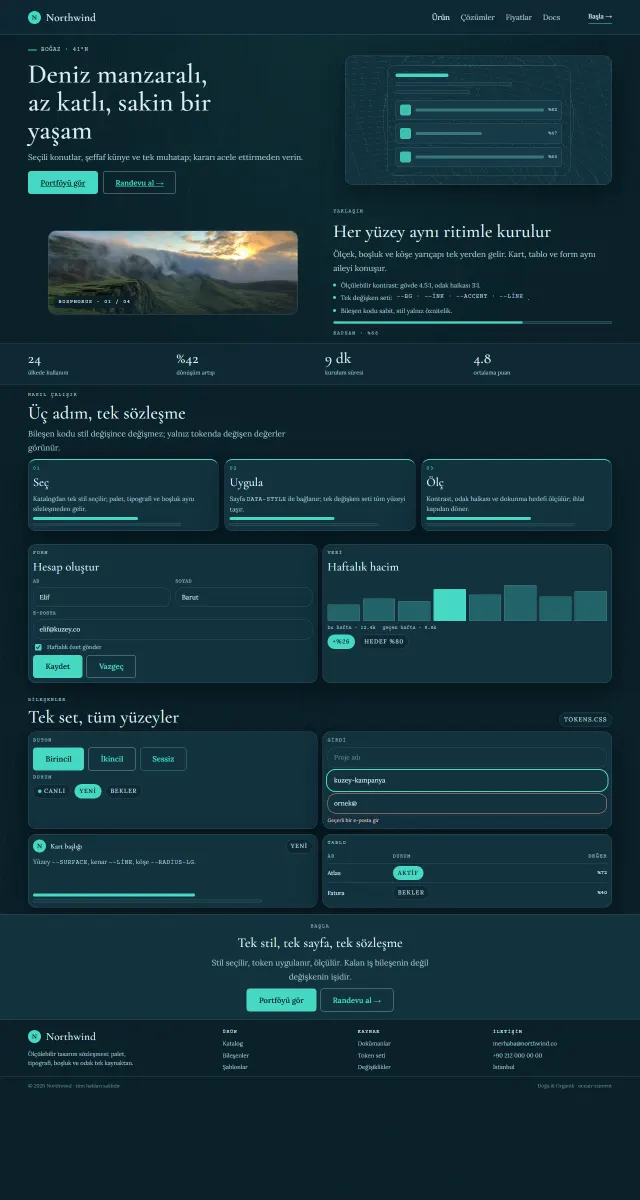 N Northwind
Ürün Çözümler Fiyatlar Docs Başla →
BOĞAZ · 41°N
Deniz manzaralı,
az katlı, sakin bir
yaşam
Seçili konutlar, şeffaf künye ve tek muhatap; kararı acele ettirmeden verin.
Portföyü gör Randevu al →
%82
%67
BOSPHORUS · 01 / 04
YAKLAŞIM
Her yüzey aynı ritimle kurulur
Ölçek, boşluk ve köşe yarıçapı tek yerden gelir. Kart, tablo ve form aynı
aileyi konuşur.
Ölçülebilir kontrast: gövde 4.5:1, odak halkası 3:1.
Tek değişken seti: --BG · --INK · --ACCENT · --LINE .
Bileşen kodu sabit, stil yalnız öznitelik.
KAPSAM · %68
24
ülkede kullanım
%42
dönüşüm artışı
9 dk
kurulum süresi
4.8
ortalama puan
NASIL ÇALIŞIR
Üç adım, tek sözleşme
Bileşen kodu stil değişince değişmez; yalnız tokenda değişen değerler
görünür.
01
Seç
Katalogdan tek stil seçilir; palet, tipografi ve boşluk aynı
sözleşmeden gelir.
02
Uygula
Sayfa DATA-STYLE ile bağlanır; tek değişken seti tüm yüzeyi
taşır.
03
Ölç
Kontrast, odak halkası ve dokunma hedefi ölçülür; ihlal
kapıdan döner.
FORM
Hesap oluştur
AD SOYAD
Elif Barut
E-POSTA
elif@kuzey.co
Haftalık özet gönder
Kaydet Vazgeç
VERİ
Haftalık hacim
bu hafta · 12.4k geçen hafta · 9.8k
+%26 HEDEF %80
BİLEŞENLER
Tek set, tüm yüzeyler
TOKENS.CSS
BUTON
Birincil İkincil Sessiz
DURUM
CANLI YENİ BEKLER
GİRDİ
Proje adı
kuzey-kampanya
ornek@
Geçerli bir e-posta gir
N Kart başlığı YENİ
Yüzey --SURFACE, kenar --LINE, köşe --RADIUS-LG.
TABLO
AD DURUM DEĞER
Atlas AKTİF %72
Fatura BEKLER %40
BAŞLA
Tek stil, tek sayfa, tek sözleşme
Stil seçilir, token uygulanır, ölçülür. Kalan iş bileşenin değil
değişkenin işidir.
Portföyü gör Randevu al →
N Northwind
Ölçülebilir tasarım sözleşmesi: palet,
tipografi, boşluk ve odak tek kaynaktan.
ÜRÜN
Katalog
Bileşenler
Şablonlar
KAYNAK
Dokümanlar
Token seti
Değişiklikler
İLETİŞİM
merhaba@northwind.co
+90 212 000 00 00
İstanbul
© 2026 Northwind · tüm hakları saklıdır
Doğa & Organik · ocean-summit